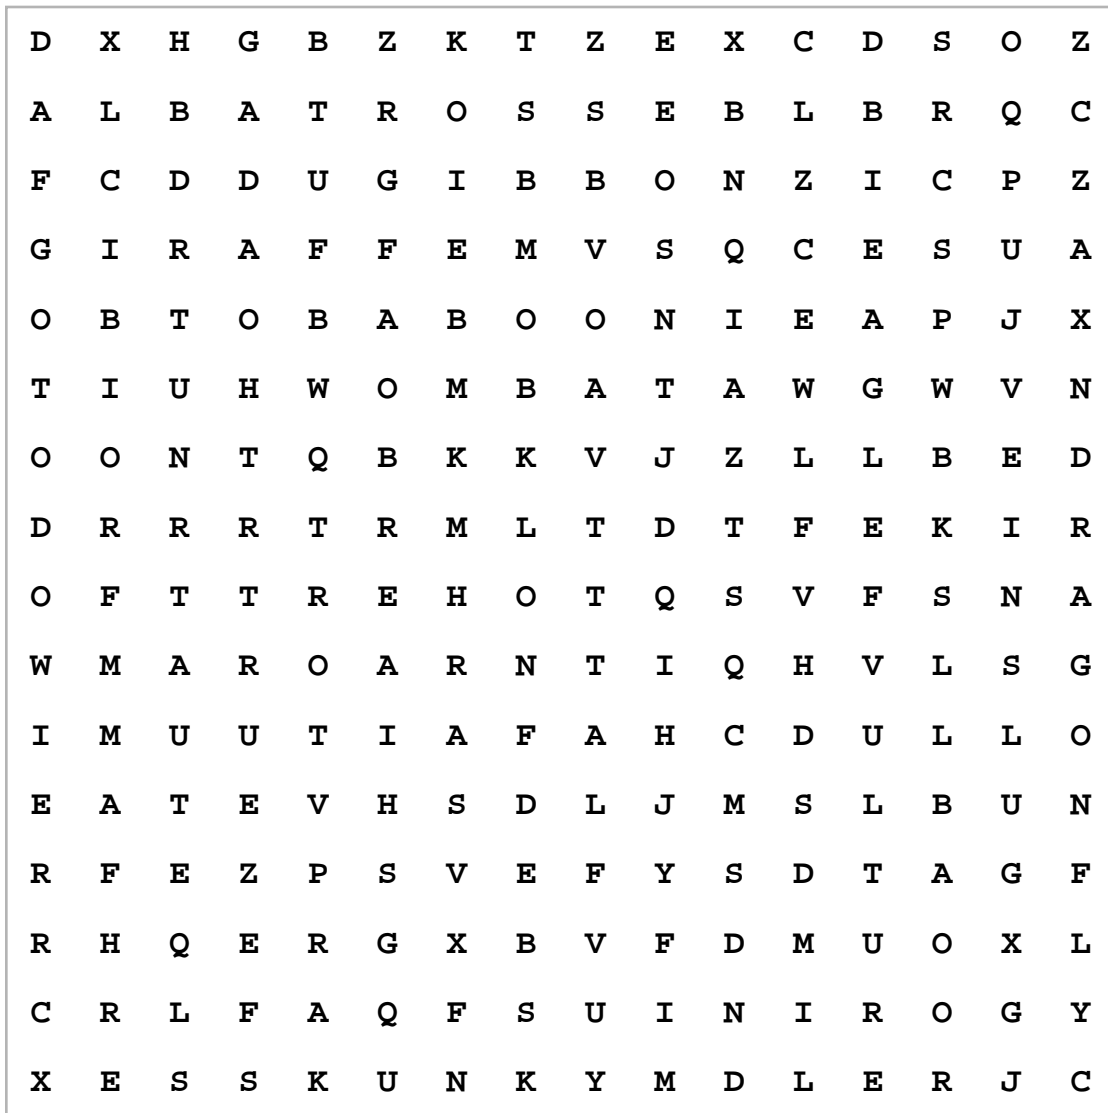 D X H G B Z K T Z E X C D S O Z
A L B A T R O S S E B L B R Q C
F C D D U G I B B O N Z I C P Z
G I R A F F E M V S Q C E S U A
O B T O B A B O O N I E A P J X
T I U H W O M B A T A W G W V N
O O N T Q B K K V J Z L L B E D
D R R R T R M L T D T F E K I R
O F T T R E H O T Q S V F S N A
W M A R O A R N T I Q H V L S G
I M U U T I A F A H C D U L L O
E A T E V H S D L J M S L B U N
R F E Z P S V E F Y S D T A G F
R H Q E R G X B V F D M U O X L
C R L F A Q F S U I N I R O G Y
X E S S K U N K Y M D L E R J C